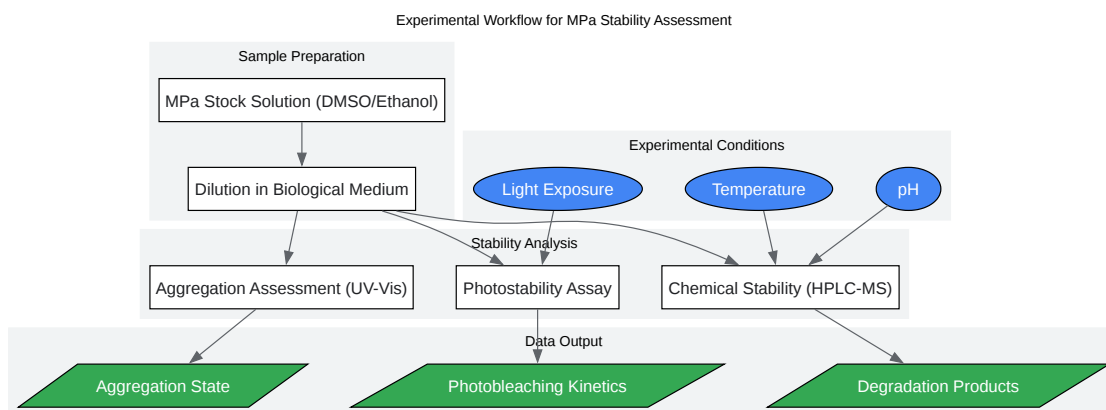 Experimental Workflow for MPa Stability Assessment
Sample Preparation
MPa Stock Solution (DMSO/Ethanol)
Experimental Conditions
Dilution in Biological Medium
Light Exposure
Temperature
pH
Stability Analysis
Aggregation Assessment (UV-Vis)
Photostability Assay
Chemical Stability (HPLC-MS)
Data Output
Aggregation State
Photobleaching Kinetics
Degradation Products